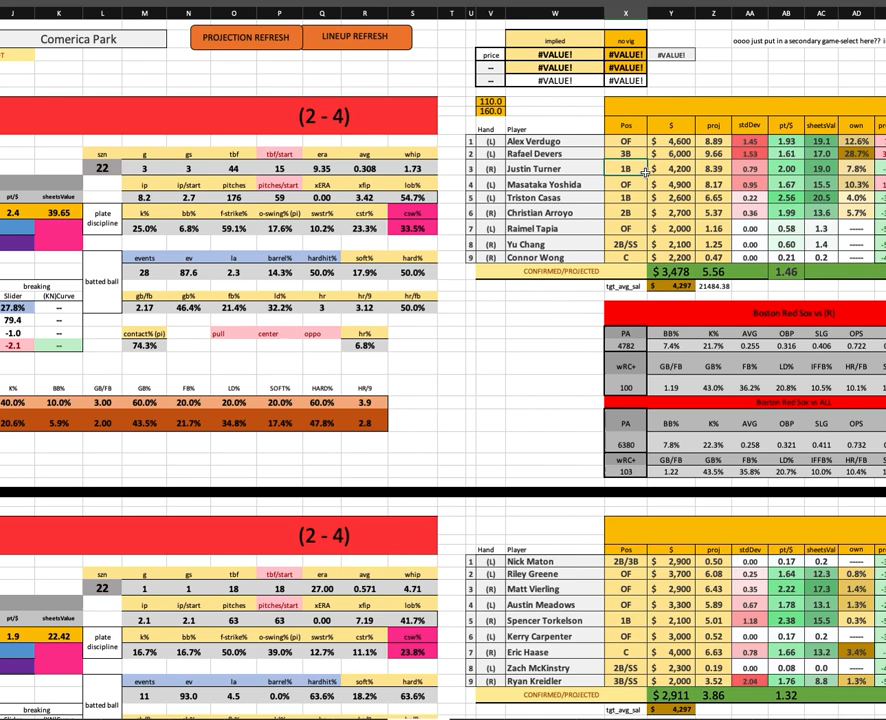 J K L M N O P Q R S T U V W X Y Z AA AB AC AD
Comerica Park PROJECTION REFRESH LINEUP REFRESH implied no vig oooo just put in a secondary game-select here??
price #VALUE! #VALUE! #VALUE!
-- #VALUE! #VALUE!
-- #VALUE! #VALUE!
110.0
160.0
(2 - 4)
Hand Player Pos $ proj stdDev pt/$ sheetsVal own
1 (L) Alex Verdugo OF $ 4,600 8.89 1.45 1.93 19.1 12.6%
2 (L) Rafael Devers 3B $ 6,000 9.66 1.53 1.61 17.0 28.7%
3 (R) Justin Turner 1B $ 4,200 8.39 0.79 2.00 19.0 7.8%
4 (L) Masataka Yoshida OF $ 4,900 8.17 0.95 1.67 15.5 10.3%
5 (L) Triston Casas 1B $ 2,600 6.65 0.22 2.56 20.5 4.0%
6 (R) Christian Arroyo 2B $ 2,700 5.37 0.36 1.99 13.6 5.7%
7 (L) Raimel Tapia OF $ 2,000 1.16 0.00 0.58 1.3 -----
8 (R) Yu Chang 2B/SS $ 2,100 1.25 0.00 0.60 1.4 -----
9 (R) Connor Wong C $ 2,200 0.47 0.00 0.21 0.2 -----
CONFIRMED/PROJECTED $ 3,478 5.56 1.46
tgt_avg_sal $ 4,297 21484.38
szn g gs tbf tbf/start era avg whip
22 3 3 44 15 9.35 0.308 1.73
ip ip/start pitches pitches/start xERA xfip lob%
8.2 2.7 176 59 0.00 3.42 54.7%
pt/$ sheetsValue
2.4 39.65
plate discipline
k% bb% f-strike% o-swing% (pi) swstr% cstr% csw%
25.0% 6.8% 59.1% 17.6% 10.2% 23.3% 33.5%
batted ball
events ev la barrel% hardhit% soft% hard%
28 87.6 2.3 14.3% 50.0% 17.9% 50.0%
gb/fb gb% fb% ld% hr hr/9 hr/fb
2.17 46.4% 21.4% 32.2% 3 3.12 50.0%
contact% (pi) pull center oppo hr%
74.3% 6.8%
breaking
Slider (KN)Curve
27.8% --
79.4 --
-1.0 --
-2.1 --
K% BB% GB/FB GB% FB% LD% SOFT% HARD% HR/9
40.0% 10.0% 3.00 60.0% 20.0% 20.0% 20.0% 60.0% 3.9
20.6% 5.9% 2.00 43.5% 21.7% 34.8% 17.4% 47.8% 2.8
Boston Red Sox vs (R)
PA BB% K% AVG OBP SLG OPS
4782 7.4% 21.7% 0.255 0.316 0.406 0.722
wRC+ GB/FB GB% FB% LD% IFFB% HR/FB
100 1.19 43.0% 36.2% 20.8% 10.5% 10.1%
Boston Red Sox vs ALL
PA BB% K% AVG OBP SLG OPS
6380 7.8% 22.3% 0.258 0.321 0.411 0.732
wRC+ GB/FB GB% FB% LD% IFFB% HR/FB
103 1.22 43.5% 35.8% 20.7% 10.0% 10.4%
(2 - 4)
Hand Player Pos $ proj stdDev pt/$ sheetsVal own
1 (L) Nick Maton 2B/3B $ 2,900 0.50 0.00 0.17 0.2 -----
2 (L) Riley Greene OF $ 3,700 6.08 0.25 1.64 12.3 0.8%
3 (R) Matt Vierling OF $ 2,900 6.43 0.35 2.22 17.3 1.4%
4 (L) Austin Meadows OF $ 3,300 5.89 0.67 1.78 13.1 1.3%
5 (R) Spencer Torkelson 1B $ 2,100 5.01 1.18 2.38 15.5 0.3%
6 (L) Kerry Carpenter OF $ 3,000 0.52 0.00 0.17 0.2 -----
7 (R) Eric Haase C $ 4,000 6.63 0.78 1.66 13.2 3.4%
8 (L) Zach McKinstry 2B/SS $ 2,300 0.19 0.00 0.08 0.0 -----
9 (R) Ryan Kreidler 3B/SS $ 2,000 3.52 2.04 1.76 8.8 1.3%
CONFIRMED/PROJECTED $ 2,911 3.86 1.32
tgt_avg_sal $ 4,297
szn g gs tbf tbf/start era avg whip
22 1 1 18 18 27.00 0.571 4.71
ip ip/start pitches pitches/start xERA xfip lob%
2.1 2.1 63 63 0.00 7.19 41.7%
pt/$ sheetsValue
1.9 22.42
plate discipline
k% bb% f-strike% o-swing% (pi) swstr% cstr% csw%
16.7% 16.7% 50.0% 39.0% 12.7% 11.1% 23.8%
batted ball
events ev la barrel% hardhit% soft% hard%
11 93.0 4.5 0.0% 63.6% 18.2% 63.6%
breaking